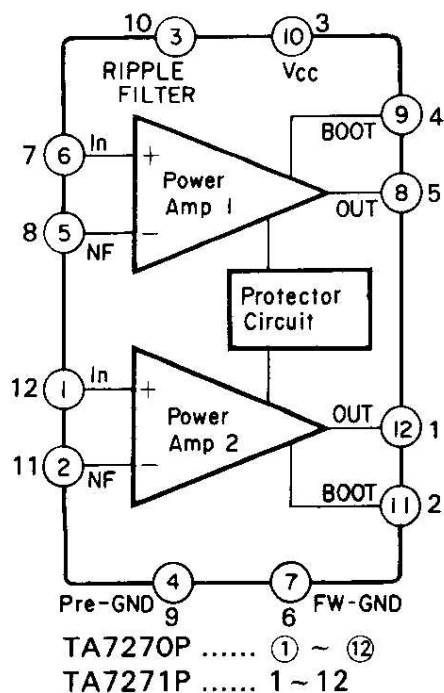 10 ③ ⑩ 3
RIPPLE FILTER Vcc
BOOT ⑨ 4
7 ⑥ In +
Power Amp 1
OUT ⑧ 5
8 ⑤ NF −
Protector Circuit
12 ① In +
Power Amp 2
OUT ⑫ 1
11 ② NF −
BOOT ⑪ 2
Pre-GND ④ 9
⑦ 6 FW-GND
TA7270P ...... ① ~ ⑫
TA7271P ...... 1 ~ 12